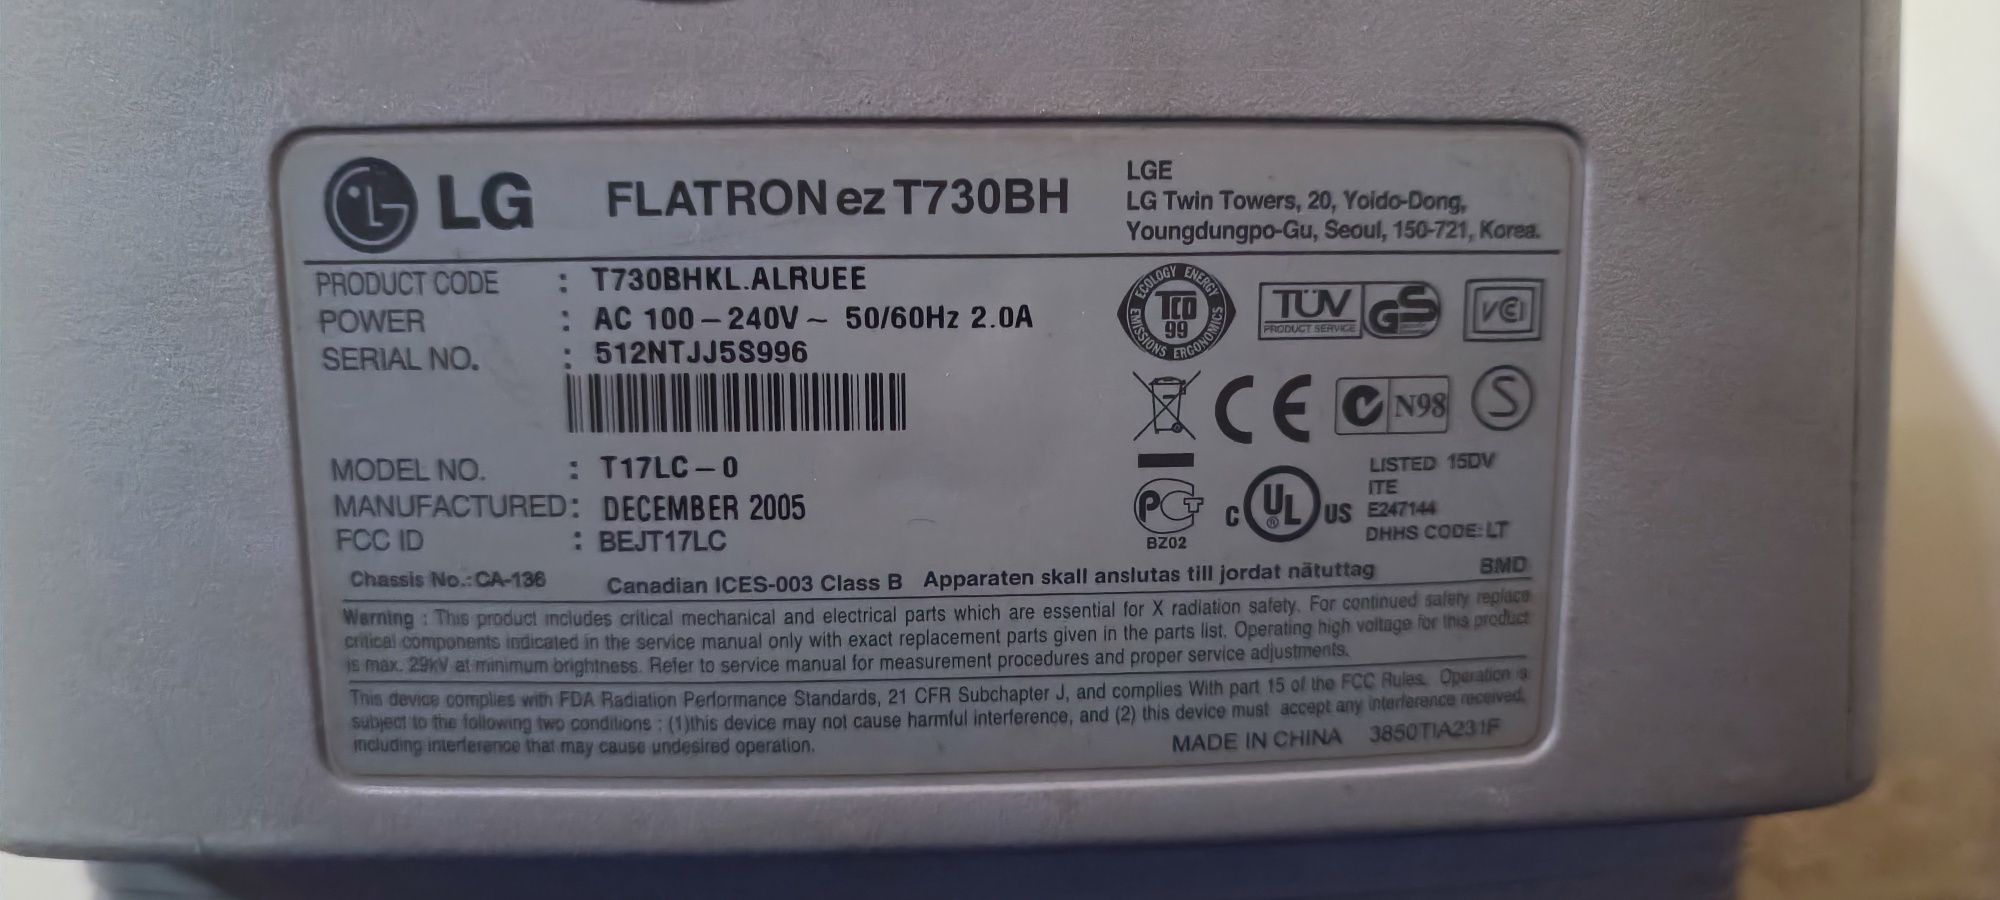 LG FLATRON ez T730BH
LGE
LG Twin Towers, 20, Yoido-Dong,
Youngdungpo-Gu, Seoul, 150-721, Korea.
PRODUCT CODE : T730BHKL.ALRUEE
POWER : AC 100-240V~ 50/60Hz 2.0A
SERIAL NO. : 512NTJJ5S996
MODEL NO. : T17LC-0
MANUFACTURED : DECEMBER 2005
FCC ID : BEJT17LC
ECOLOGY ENERGY
TCO
99
EMISSIONS ERGONOMICS
TÜV GS
PRODUCT SERVICE
VCI
CE N98 S
PCT
BZ02
C UL ® US
LISTED 15DV
ITE
E247144
DHHS CODE:LT
Chassis No.:CA-136 Canadian ICES-003 Class B Apparaten skall anslutas till jordat nätuttag BMD
Warning : This product includes critical mechanical and electrical parts which are essential for X radiation safety. For continued safety replace
critical components indicated in the service manual only with exact replacement parts given in the parts list. Operating high voltage for this product
is max. 29kV at minimum brightness. Refer to service manual for measurement procedures and proper service adjustments.
This device complies with FDA Radiation Performance Standards, 21 CFR Subchapter J, and complies With part 15 of the FCC Rules. Operation is
subject to the following two conditions : (1)this device may not cause harmful interference, and (2) this device must accept any interference received,
including interference that may cause undesired operation.
MADE IN CHINA 3850TIA231F